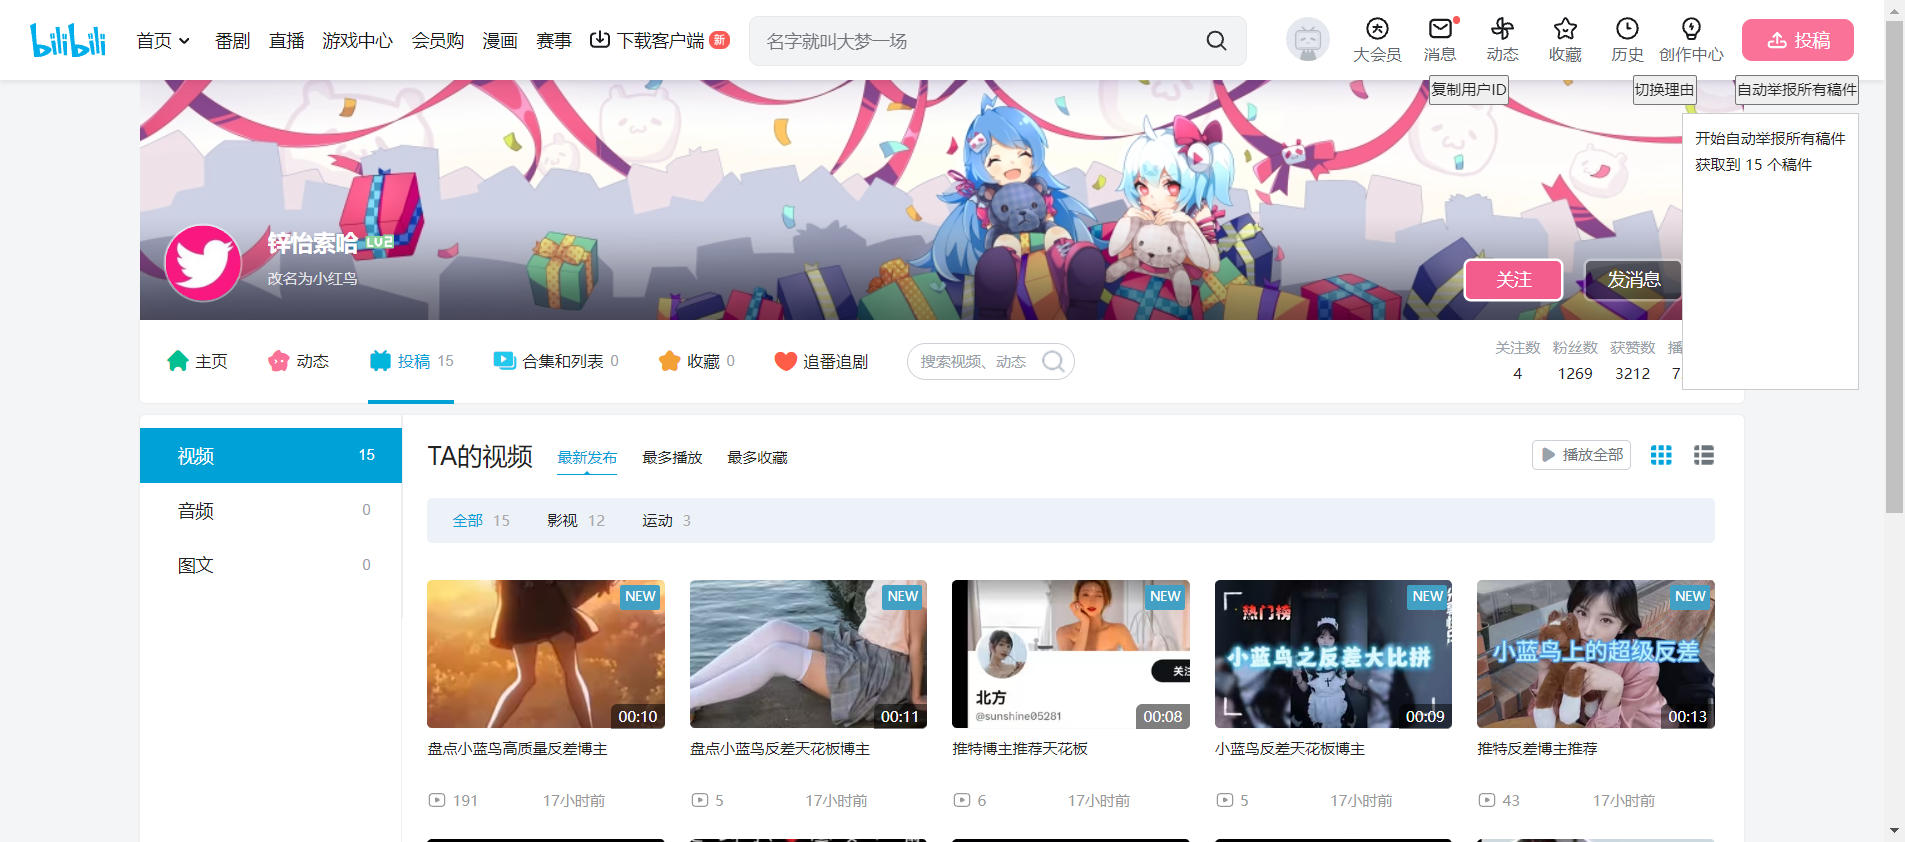 bilibili
首页
番剧
直播
游戏中心
会员购
漫画
赛事
下载客户端
新
名字就叫大梦一场
大会员
消息
动态
收藏
历史
创作中心
投稿
复制用户ID
切换理由
自动举报所有稿件
开始自动举报所有稿件
获取到 15 个稿件
锌怡索哈 LV2
改名为小红鸟
关注
发消息
主页
动态
投稿 15
合集和列表 0
收藏 0
追番追剧
搜索视频、动态
关注数 粉丝数 获赞数 播
4 1269 3212 7
视频 15
音频 0
图文 0
TA的视频
最新发布
最多播放
最多收藏
播放全部
全部 15
影视 12
运动 3
NEW
00:10
盘点小蓝鸟高质量反差博主
191 17小时前
NEW
00:11
盘点小蓝鸟反差天花板博主
5 17小时前
NEW
关注
北方
@sunshine05281
00:08
推特博主推荐天花板
6 17小时前
NEW
热门榜
小蓝鸟之反差大比拼
00:09
小蓝鸟反差天花板博主
5 17小时前
NEW
小蓝鸟上的超级反差
00:13
推特反差博主推荐
43 17小时前